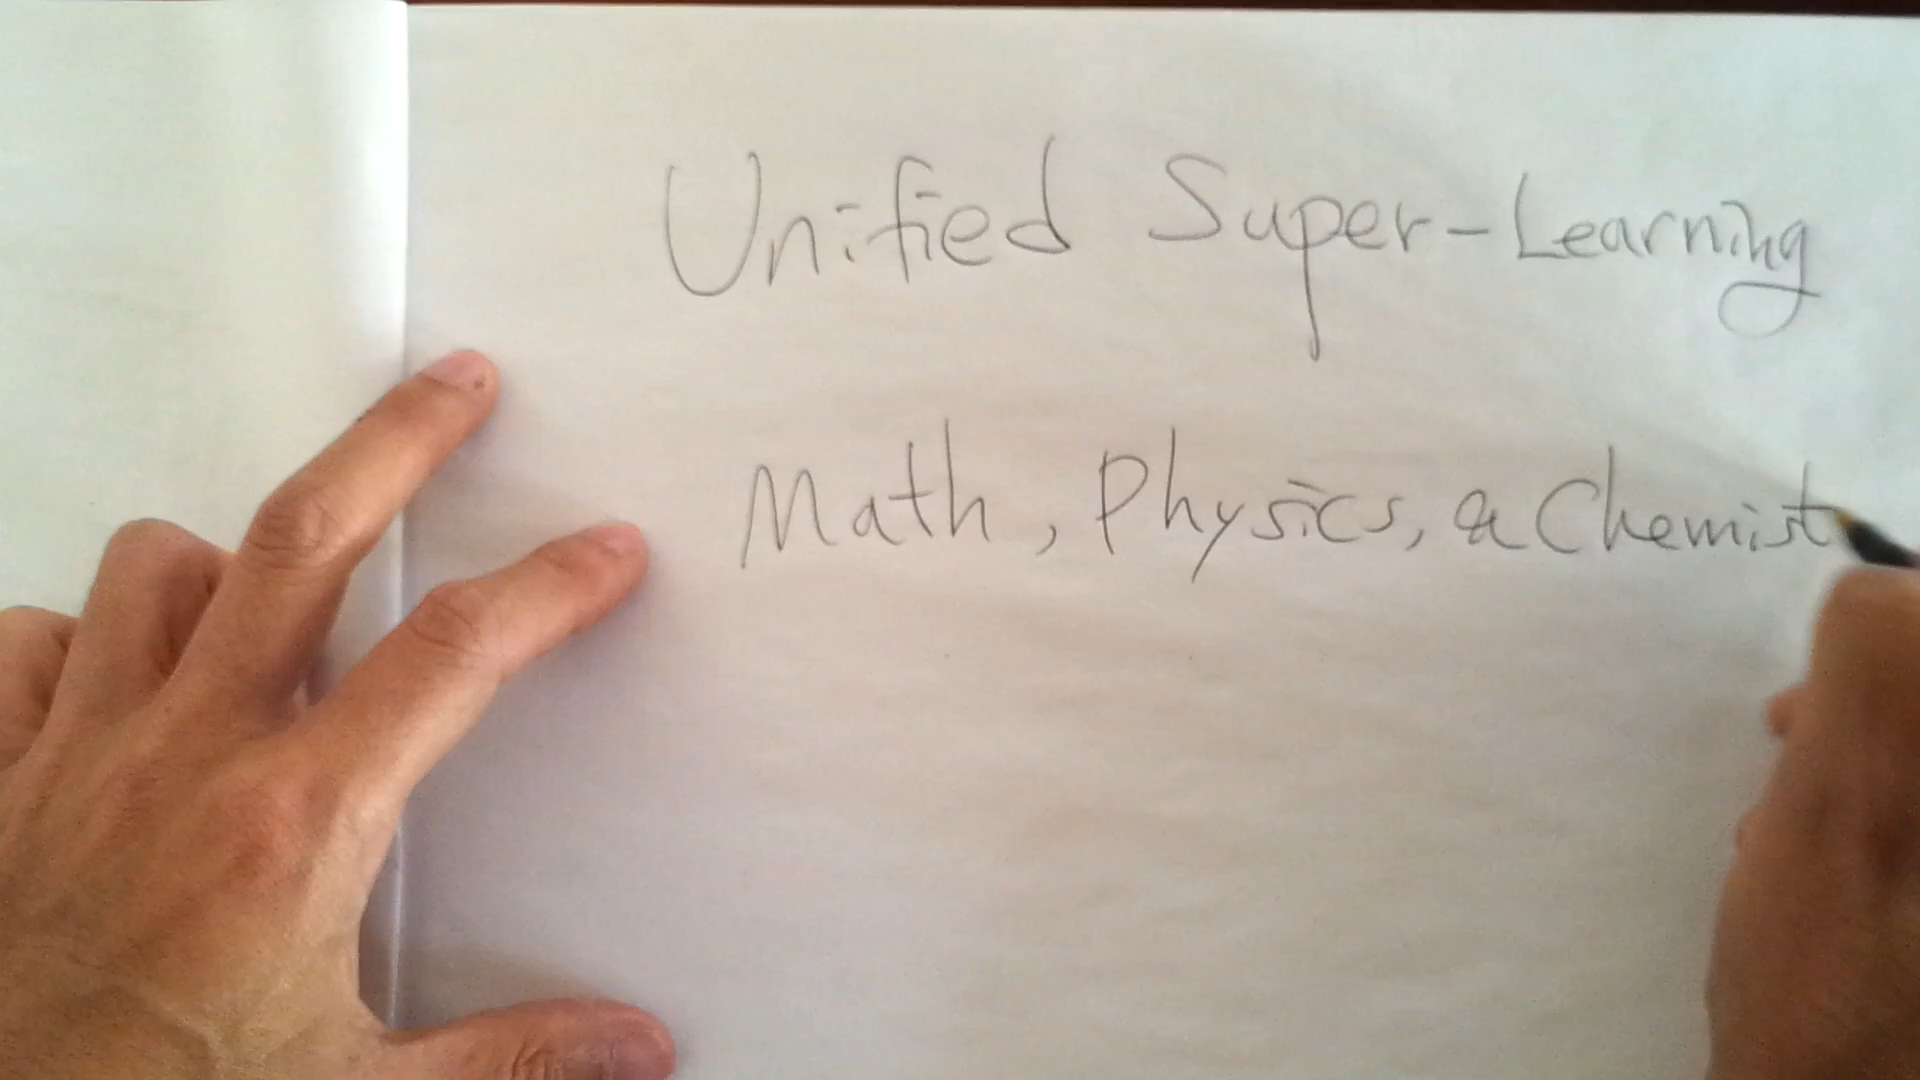 Unified Super-Learning
Math, Physics, & Chemist